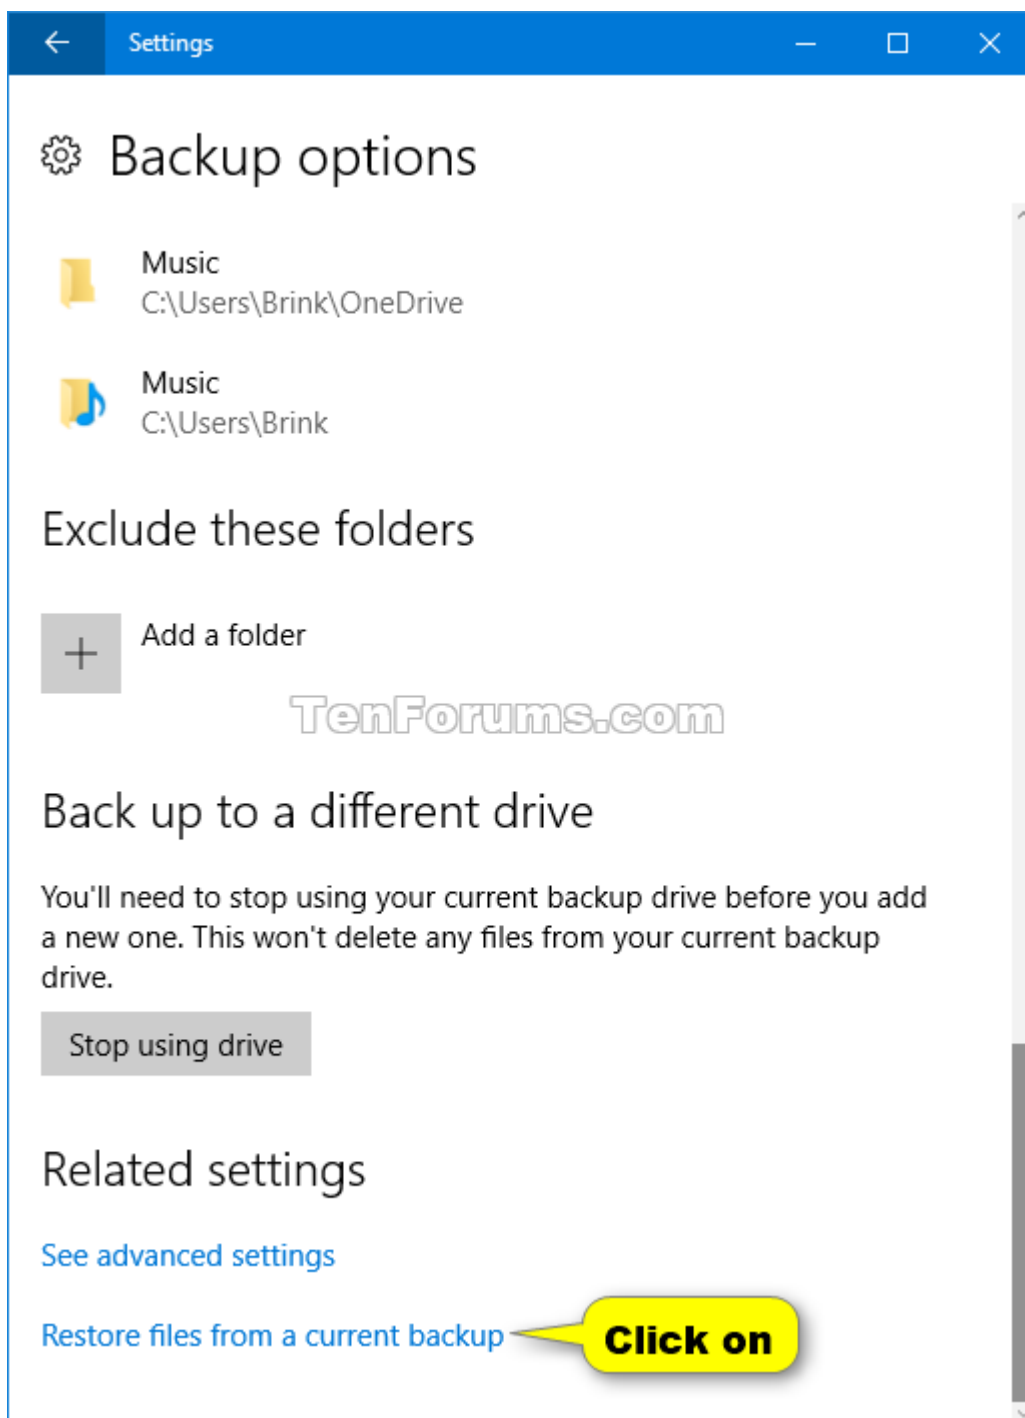 Settings
Backup options
Music
C:\Users\Brink\OneDrive
Music
C:\Users\Brink
Exclude these folders
Add a folder
TenForums.com
Back up to a different drive
You'll need to stop using your current backup drive before you add
a new one. This won't delete any files from your current backup
drive.
Stop using drive
Related settings
See advanced settings
Restore files from a current backup
Click on